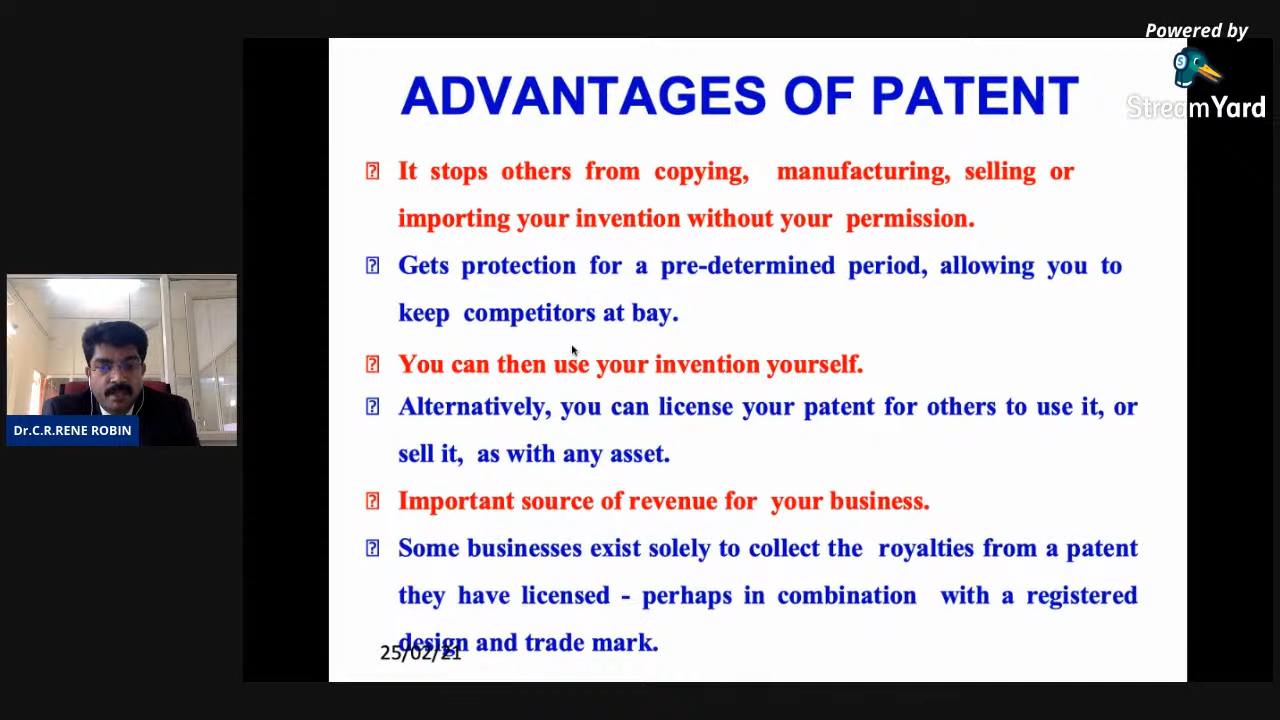 Powered by
StreamYard
ADVANTAGES OF PATENT
It stops others from copying, manufacturing, selling or
importing your invention without your permission.
Gets protection for a pre-determined period, allowing you to
keep competitors at bay.
You can then use your invention yourself.
Alternatively, you can license your patent for others to use it, or
sell it, as with any asset.
Important source of revenue for your business.
Some businesses exist solely to collect the royalties from a patent
they have licensed - perhaps in combination with a registered
design and trade mark.
25/02/21
Dr.C.R.RENE ROBIN